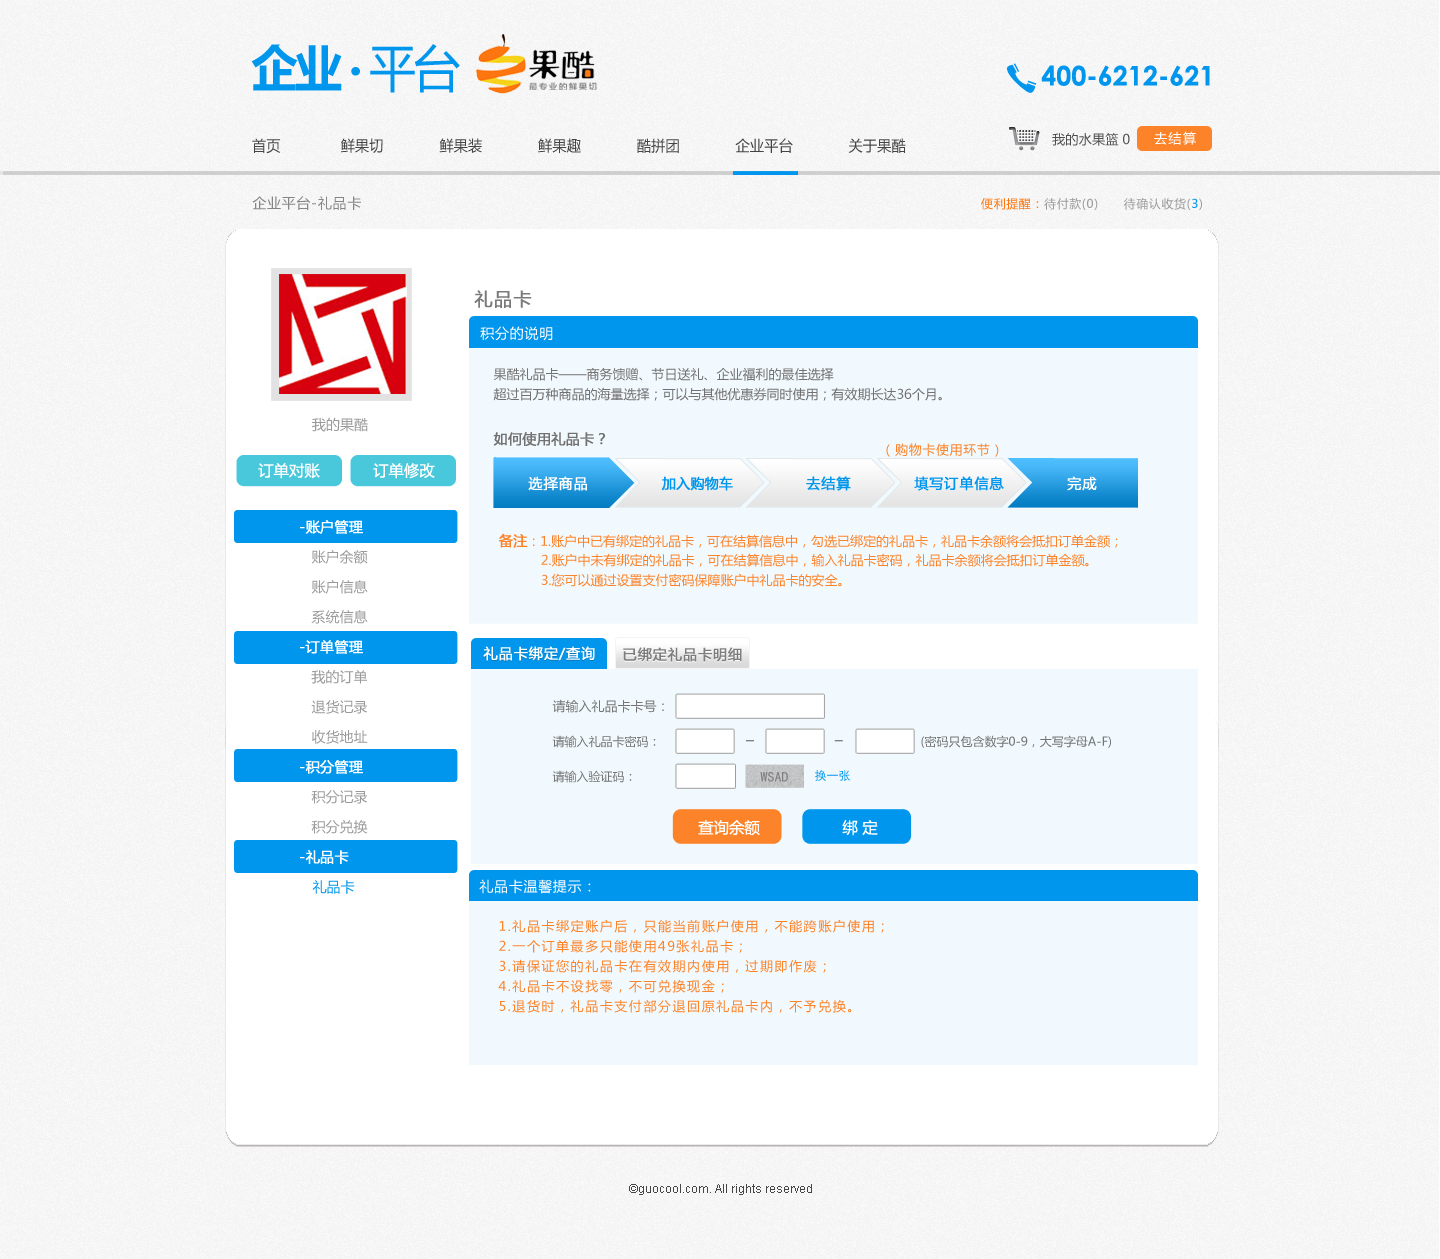 企业·平台 果酷
最专业的鲜果切
400-6212-621
首页 鲜果切 鲜果装 鲜果趣 酷拼团 企业平台 关于果酷
我的水果篮 0 去结算
企业平台-礼品卡
便利提醒：待付款(0) 待确认收货(3)
我的果酷
订单对账 订单修改
-账户管理
账户余额
账户信息
系统信息
-订单管理
我的订单
退货记录
收货地址
-积分管理
积分记录
积分兑换
-礼品卡
礼品卡
礼品卡
积分的说明
果酷礼品卡——商务馈赠、节日送礼、企业福利的最佳选择
超过百万种商品的海量选择；可以与其他优惠券同时使用；有效期长达36个月。
如何使用礼品卡？
（购物卡使用环节）
选择商品 加入购物车 去结算 填写订单信息 完成
备注：1.账户中已有绑定的礼品卡，可在结算信息中，勾选已绑定的礼品卡，礼品卡余额将会抵扣订单金额；
2.账户中未有绑定的礼品卡，可在结算信息中，输入礼品卡密码，礼品卡余额将会抵扣订单金额。
3.您可以通过设置支付密码保障账户中礼品卡的安全。
礼品卡绑定/查询 已绑定礼品卡明细
请输入礼品卡卡号：
请输入礼品卡密码： – – (密码只包含数字0-9，大写字母A-F)
请输入验证码： WSAD 换一张
查询余额 绑 定
礼品卡温馨提示：
1.礼品卡绑定账户后，只能当前账户使用，不能跨账户使用；
2.一个订单最多只能使用49张礼品卡；
3.请保证您的礼品卡在有效期内使用，过期即作废；
4.礼品卡不设找零，不可兑换现金；
5.退货时，礼品卡支付部分退回原礼品卡内，不予兑换。
©guocool.com. All rights reserved